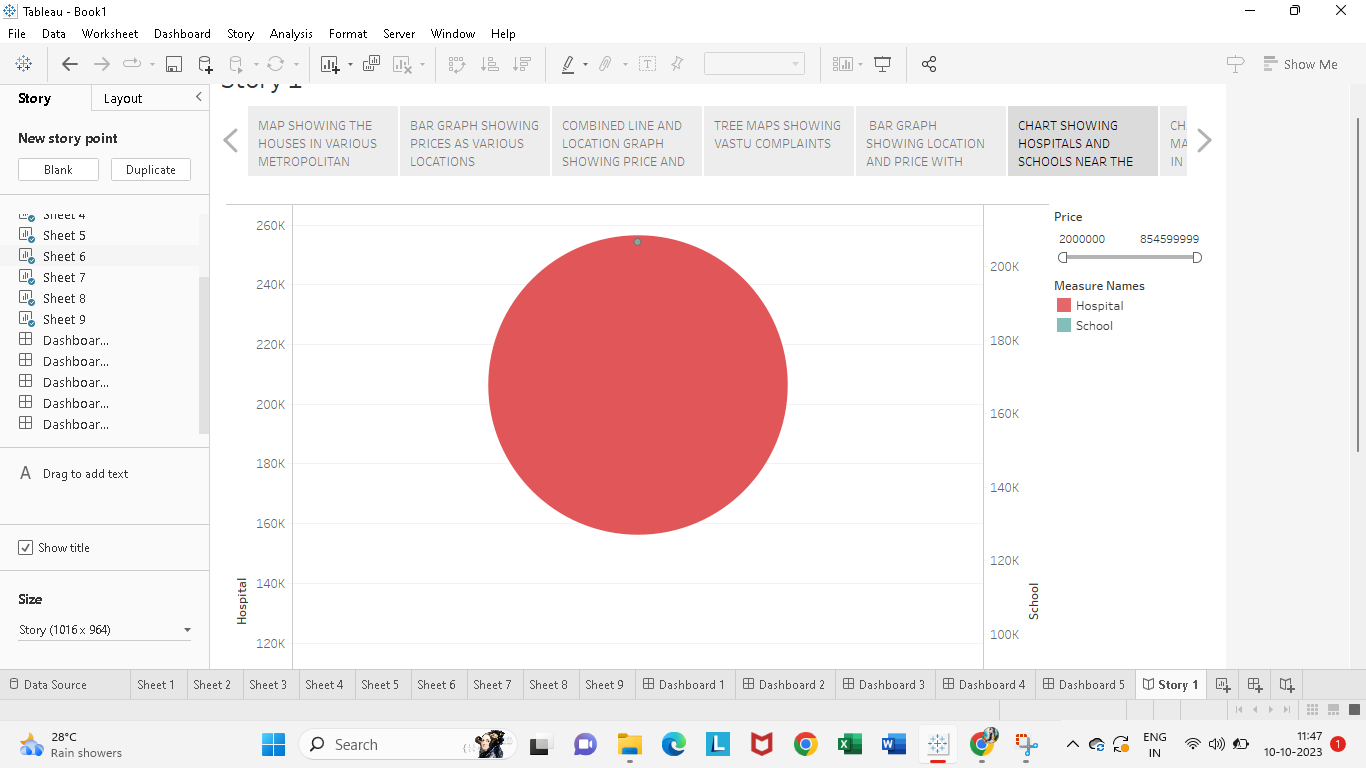 Tableau - Book1
File Data Worksheet Dashboard Story Analysis Format Server Window Help
Show Me
Story Layout
Story 1
New story point
Blank Duplicate
MAP SHOWING THE
HOUSES IN VARIOUS
METROPOLITAN
BAR GRAPH SHOWING
PRICES AS VARIOUS
LOCATIONS
COMBINED LINE AND
LOCATION GRAPH
SHOWING PRICE AND
TREE MAPS SHOWING
VASTU COMPLAINTS
BAR GRAPH
SHOWING LOCATION
AND PRICE WITH
CHART SHOWING
HOSPITALS AND
SCHOOLS NEAR THE
CH
MA
IN
Sheet 4
Sheet 5
Sheet 6
Sheet 7
Sheet 8
Sheet 9
Dashboar...
Dashboar...
Dashboar...
Dashboar...
Dashboar...
A Drag to add text
Show title
Size
Story (1016 x 964)
260K
240K
220K
200K
180K
160K
140K
120K
Hospital
200K
180K
160K
140K
120K
100K
School
Price
2000000 854599999
Measure Names
Hospital
School
Data Source Sheet 1 Sheet 2 Sheet 3 Sheet 4 Sheet 5 Sheet 6 Sheet 7 Sheet 8 Sheet 9 Dashboard 1 Dashboard 2 Dashboard 3 Dashboard 4 Dashboard 5 Story 1
28°C
Rain showers
Search
ENG
IN
11:47
10-10-2023
1